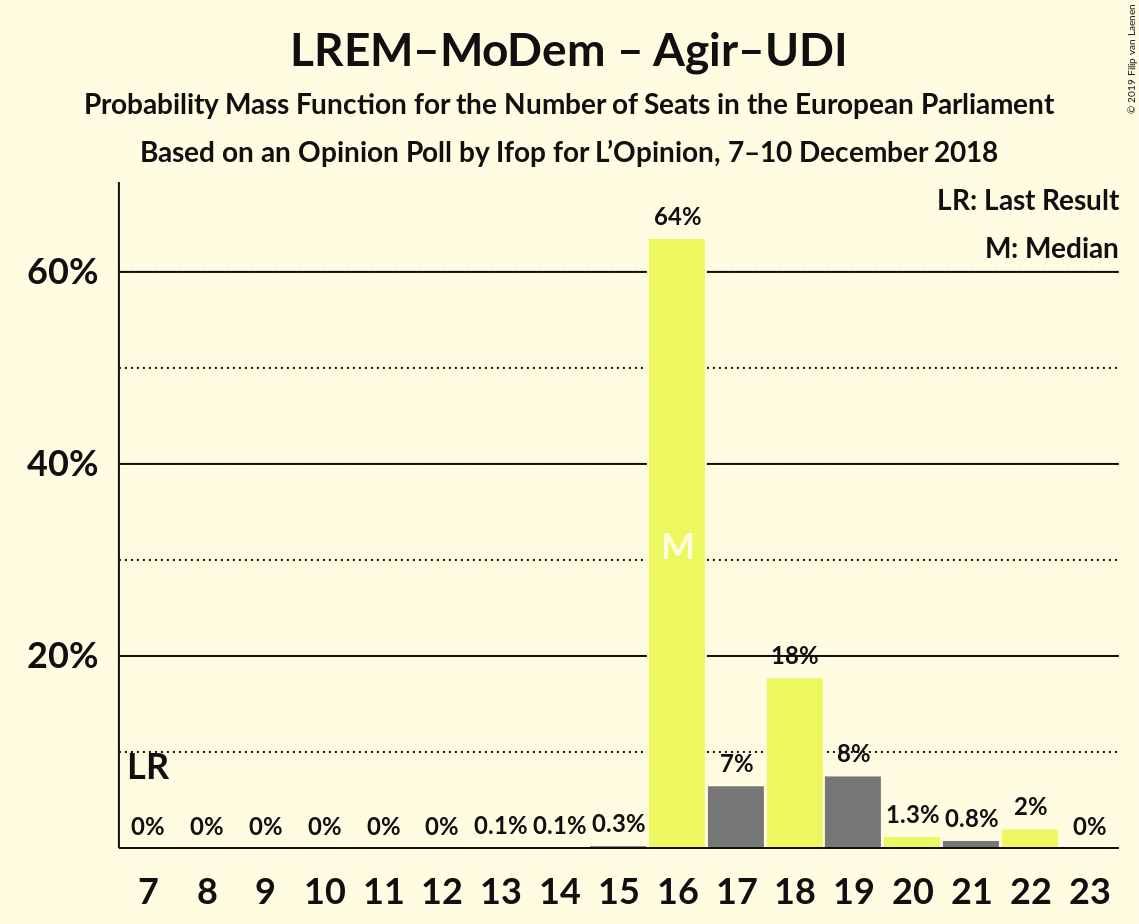 LREM–MoDem – Agir–UDI
Probability Mass Function for the Number of Seats in the European Parliament
Based on an Opinion Poll by Ifop for L’Opinion, 7–10 December 2018
© 2019 Filip van Laenen
LR: Last Result
M: Median
64%
60%
40%
M
20%
18%
LR
7%
8%
0% 0% 0% 0% 0% 0% 0.1% 0.1% 0.3% 1.3% 0.8% 2% 0%
7 8 9 10 11 12 13 14 15 16 17 18 19 20 21 22 23